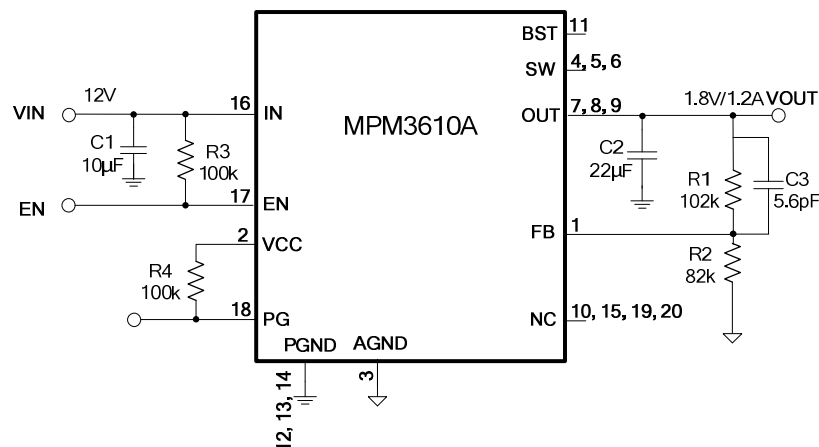 BST 11
SW 4, 5, 6
VIN 12V 16 IN
MPM3610A
OUT 7, 8, 9 1.8V/1.2A VOUT
C1
10µF
R3
100k
C2
22µF
R1
102k
C3
5.6pF
EN 17 EN
2 VCC
FB 1
R4
100k
R2
82k
18 PG
NC 10, 15, 19, 20
PGND AGND
12, 13, 14
3